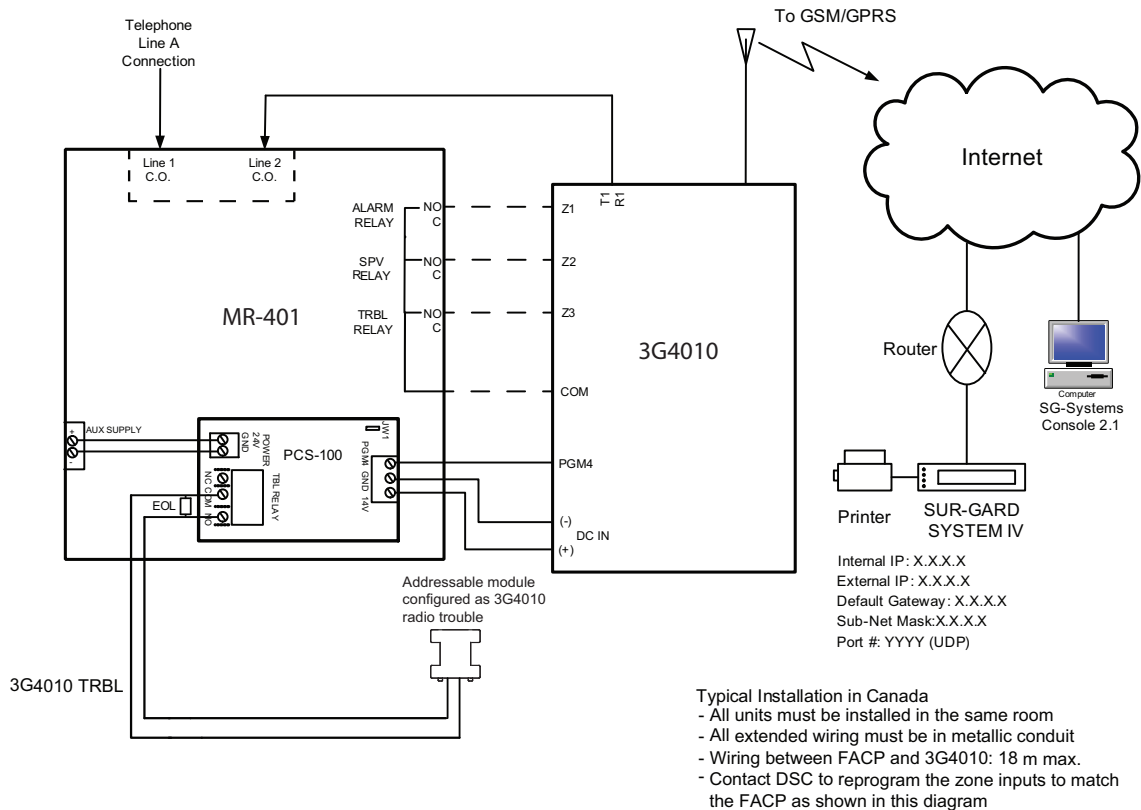 Telephone
Line A
Connection
To GSM/GPRS
Line 1
C.O.
Line 2
C.O.
T1
R1
Internet
ALARM
RELAY
NO
C
Z1
SPV
RELAY
NO
C
Z2
TRBL
RELAY
NO
C
Z3
MR-401
3G4010
COM
Router
Computer
SG-Systems
Console 2.1
+
AUX SUPPLY
-
POWER
24V
GND
PCS-100
JW1
PGM4 GND 14V
TBL RELAY
NC COM NO
EOL
PGM4
(-)
DC IN
(+)
Printer
SUR-GARD
SYSTEM IV
Internal IP: X.X.X.X
External IP: X.X.X.X
Default Gateway: X.X.X.X
Sub-Net Mask:X.X.X.X
Port #: YYYY (UDP)
Addressable module
configured as 3G4010
radio trouble
3G4010 TRBL
Typical Installation in Canada
- All units must be installed in the same room
- All extended wiring must be in metallic conduit
- Wiring between FACP and 3G4010: 18 m max.
- Contact DSC to reprogram the zone inputs to match
the FACP as shown in this diagram